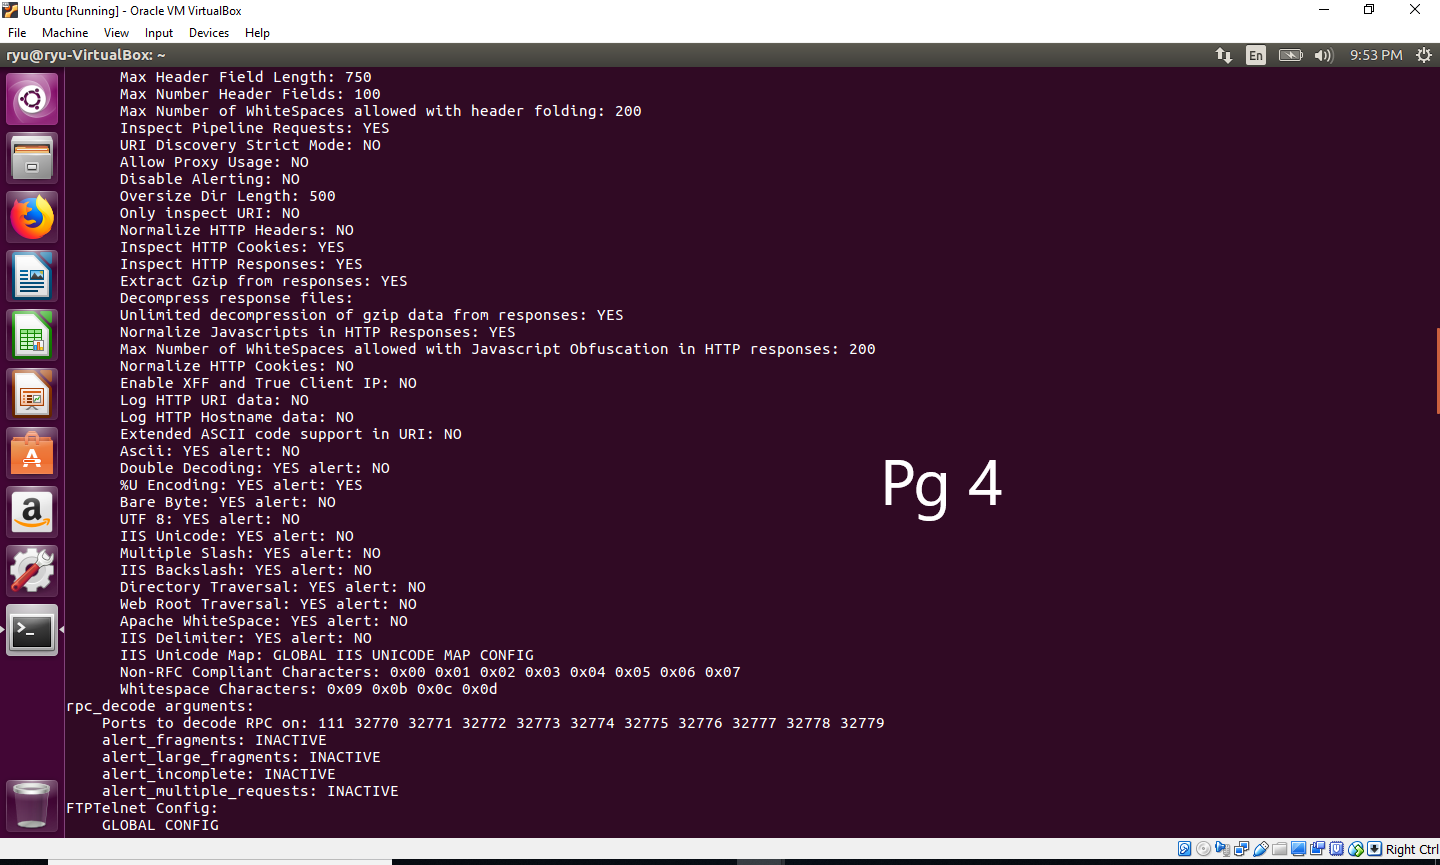 Ubuntu [Running] - Oracle VM VirtualBox
File Machine View Input Devices Help
ryu@ryu-VirtualBox: ~
En
9:53 PM
Max Header Field Length: 750
Max Number Header Fields: 100
Max Number of WhiteSpaces allowed with header folding: 200
Inspect Pipeline Requests: YES
URI Discovery Strict Mode: NO
Allow Proxy Usage: NO
Disable Alerting: NO
Oversize Dir Length: 500
Only inspect URI: NO
Normalize HTTP Headers: NO
Inspect HTTP Cookies: YES
Inspect HTTP Responses: YES
Extract Gzip from responses: YES
Decompress response files:
Unlimited decompression of gzip data from responses: YES
Normalize Javascripts in HTTP Responses: YES
Max Number of WhiteSpaces allowed with Javascript Obfuscation in HTTP responses: 200
Normalize HTTP Cookies: NO
Enable XFF and True Client IP: NO
Log HTTP URI data: NO
Log HTTP Hostname data: NO
Extended ASCII code support in URI: NO
Ascii: YES alert: NO
Double Decoding: YES alert: NO
%U Encoding: YES alert: YES
Bare Byte: YES alert: NO
UTF 8: YES alert: NO
IIS Unicode: YES alert: NO
Multiple Slash: YES alert: NO
IIS Backslash: YES alert: NO
Directory Traversal: YES alert: NO
Web Root Traversal: YES alert: NO
Apache WhiteSpace: YES alert: NO
IIS Delimiter: YES alert: NO
IIS Unicode Map: GLOBAL IIS UNICODE MAP CONFIG
Non-RFC Compliant Characters: 0x00 0x01 0x02 0x03 0x04 0x05 0x06 0x07
Whitespace Characters: 0x09 0x0b 0x0c 0x0d
rpc_decode arguments:
Ports to decode RPC on: 111 32770 32771 32772 32773 32774 32775 32776 32777 32778 32779
alert_fragments: INACTIVE
alert_large_fragments: INACTIVE
alert_incomplete: INACTIVE
alert_multiple_requests: INACTIVE
FTPTelnet Config:
GLOBAL CONFIG
Pg 4
Right Ctrl